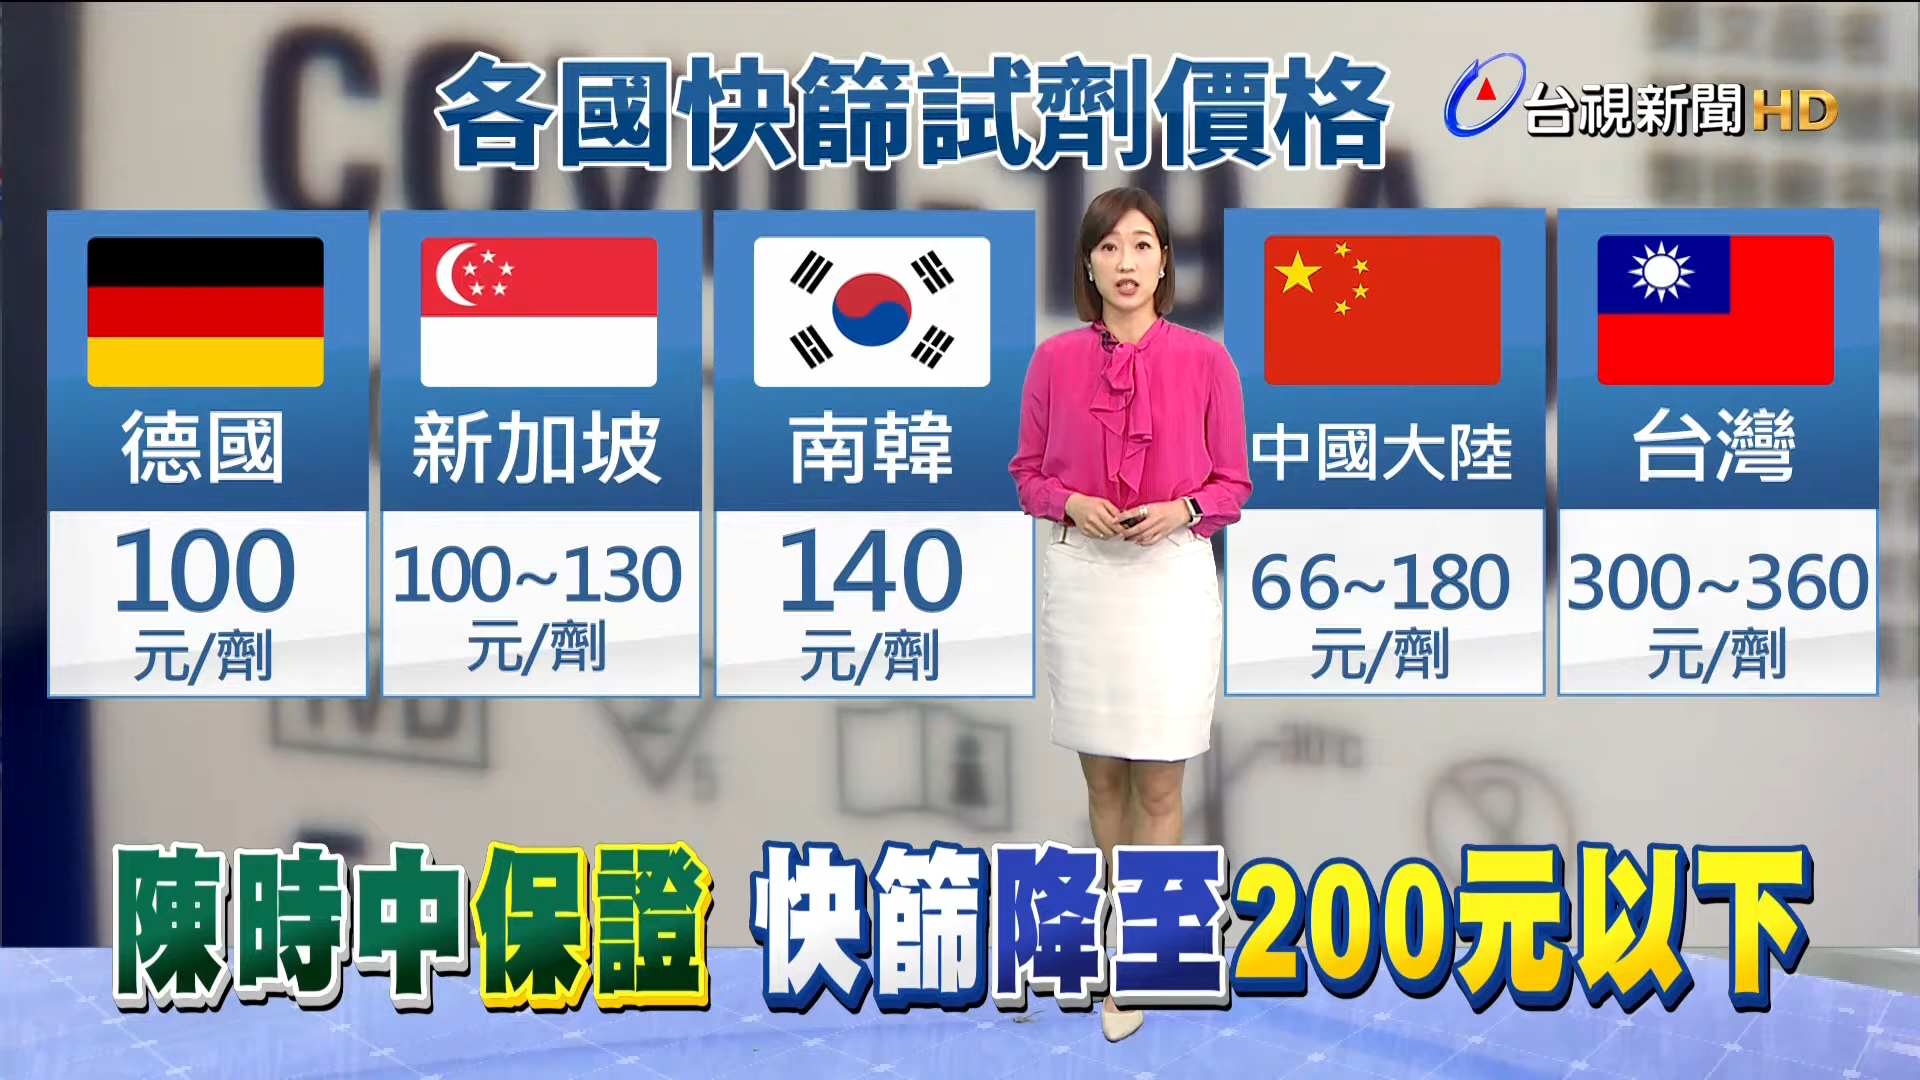 各國快篩試劑價格
台視新聞HD
德國
100
元/劑
新加坡
100~130
元/劑
南韓
140
元/劑
中國大陸
66~180
元/劑
台灣
300~360
元/劑
IVD
-30°C
陳時中保證 快篩降至200元以下